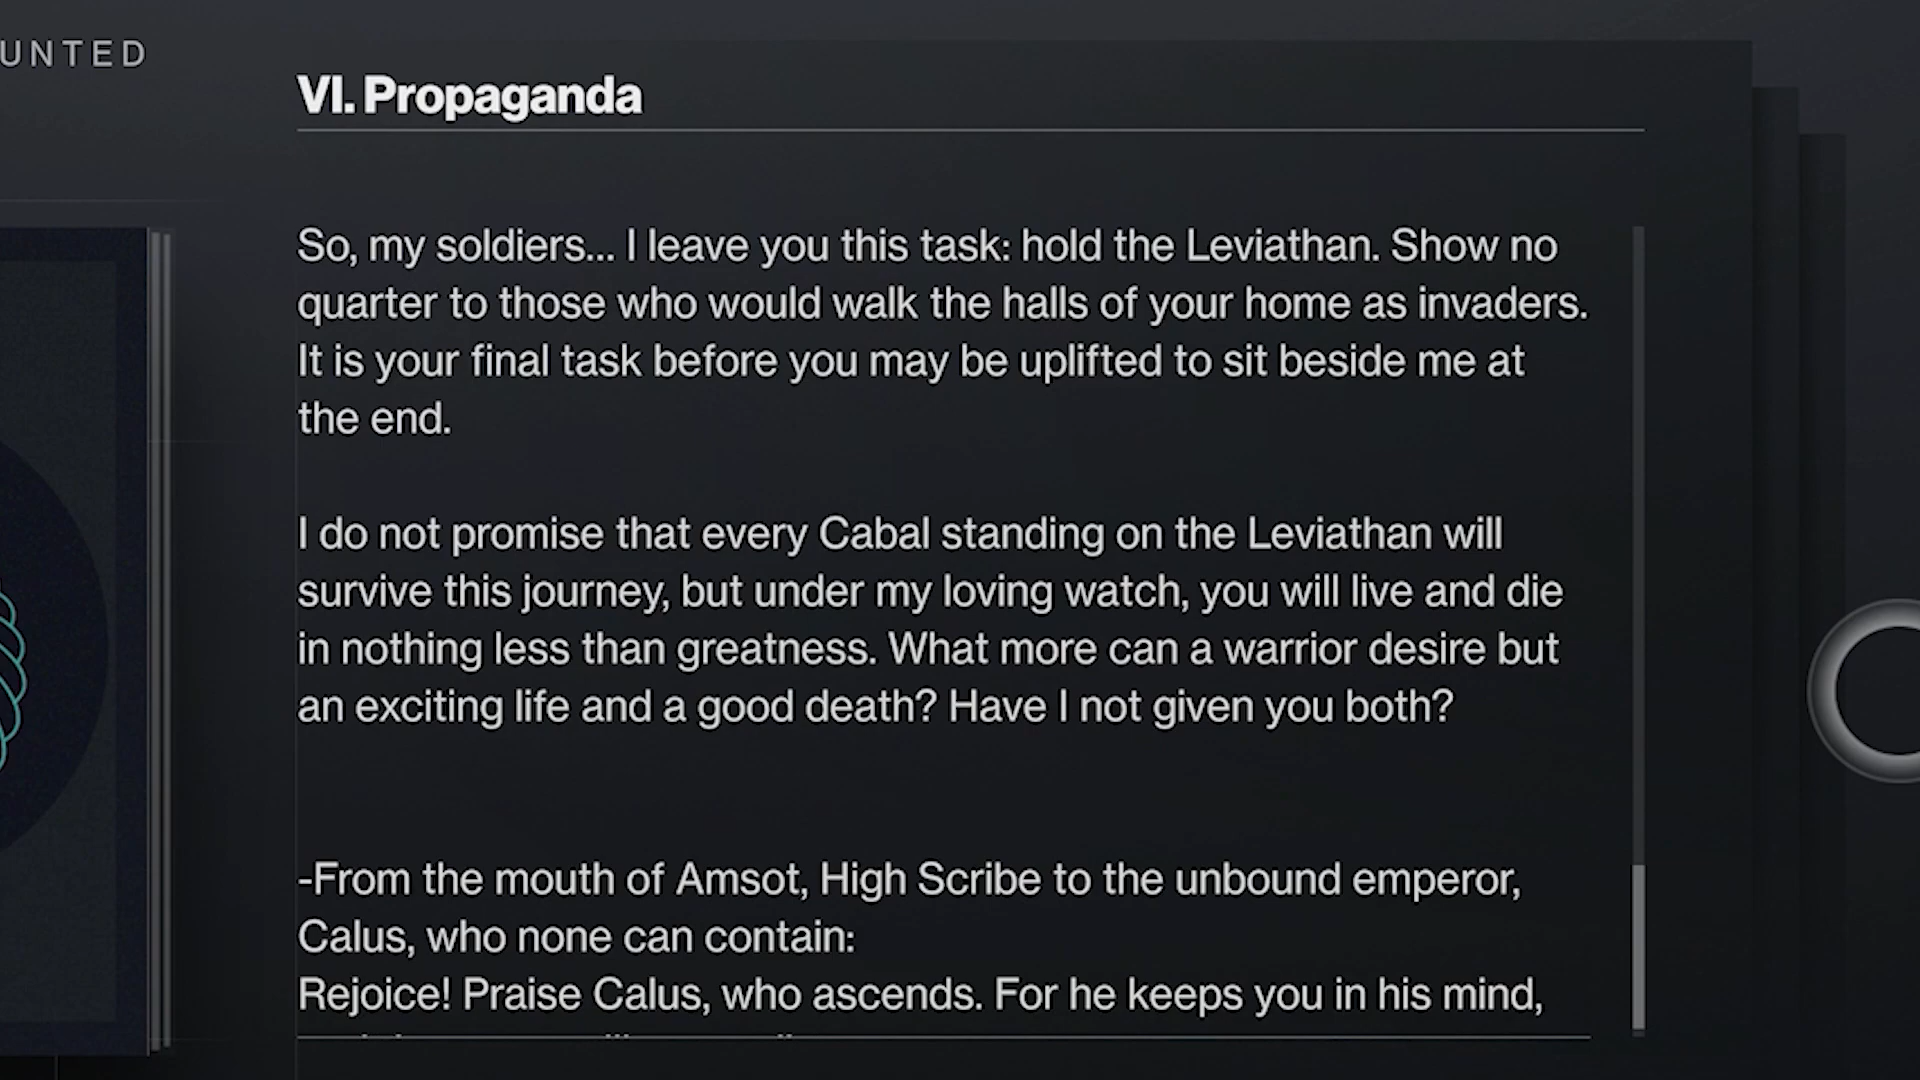 UNTED
VI. Propaganda
So, my soldiers... I leave you this task: hold the Leviathan. Show no
quarter to those who would walk the halls of your home as invaders.
It is your final task before you may be uplifted to sit beside me at
the end.
I do not promise that every Cabal standing on the Leviathan will
survive this journey, but under my loving watch, you will live and die
in nothing less than greatness. What more can a warrior desire but
an exciting life and a good death? Have I not given you both?
-From the mouth of Amsot, High Scribe to the unbound emperor,
Calus, who none can contain:
Rejoice! Praise Calus, who ascends. For he keeps you in his mind,